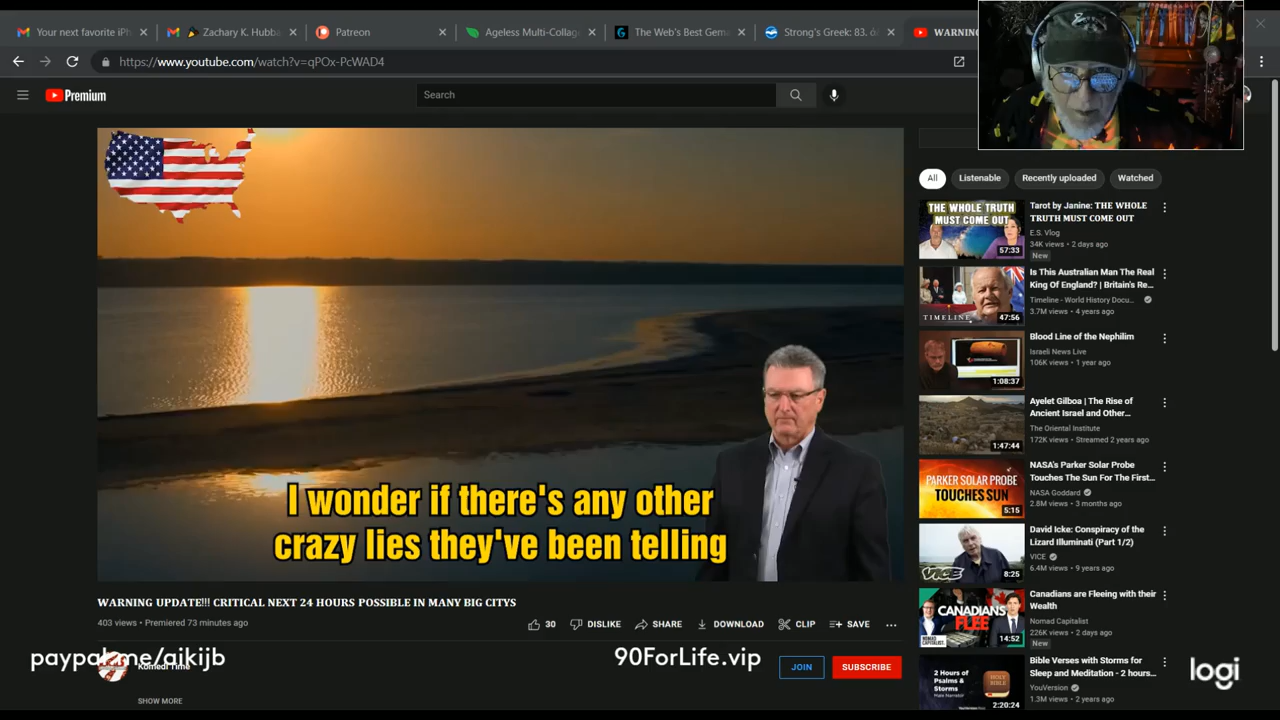 Your next favorite iPh
Zachary K. Hubba
Patreon
Ageless Multi-Collage
The Web's Best Gema
Strong's Greek: 83.
WARNING
https://www.youtube.com/watch?v=qPOx-PcWAD4
Premium
Search
All
Listenable
Recently uploaded
Watched
THE WHOLE TRUTH
MUST COME OUT
57:33
Tarot by Janine: THE WHOLE
TRUTH MUST COME OUT
E.S. Vlog
34K views • 2 days ago
New
TIMELINE
47:56
Is This Australian Man The Real
King Of England? | Britain's Re...
Timeline - World History Docu...
3.7M views • 4 years ago
1:08:37
Blood Line of the Nephilim
Israeli News Live
106K views • 1 year ago
1:47:44
Ayelet Gilboa | The Rise of
Ancient Israel and Other...
The Oriental Institute
172K views • Streamed 2 years ago
PARKER SOLAR PROBE
TOUCHES SUN
5:15
NASA's Parker Solar Probe
Touches The Sun For The First...
NASA Goddard
2.8M views • 3 months ago
VICE
8:25
David Icke: Conspiracy of the
Lizard Illuminati (Part 1/2)
VICE
6.4M views • 9 years ago
CANADIANS
FLEE
14:52
Canadians are Fleeing with their
Wealth
Nomad Capitalist
226K views • 2 days ago
New
2 Hours of
Psalms &
Storms
HOLY BIBLE
2:20:24
Bible Verses with Storms for
Sleep and Meditation - 2 hours...
YouVersion
1.3M views • 2 years ago
I wonder if there's any other
crazy lies they've been telling
WARNING UPDATE!!! CRITICAL NEXT 24 HOURS POSSIBLE IN MANY BIG CITYS
403 views • Premiered 73 minutes ago
30
DISLIKE
SHARE
DOWNLOAD
CLIP
SAVE
Komedi Time
JOIN
SUBSCRIBE
SHOW MORE
90ForLife.vip
logi